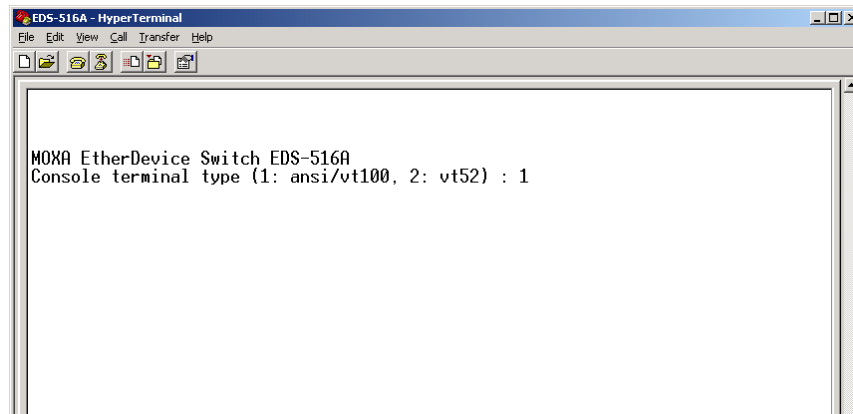 EDS-516A - HyperTerminal
File Edit View Call Transfer Help
MOXA EtherDevice Switch EDS-516A
Console terminal type (1: ansi/vt100, 2: vt52) : 1